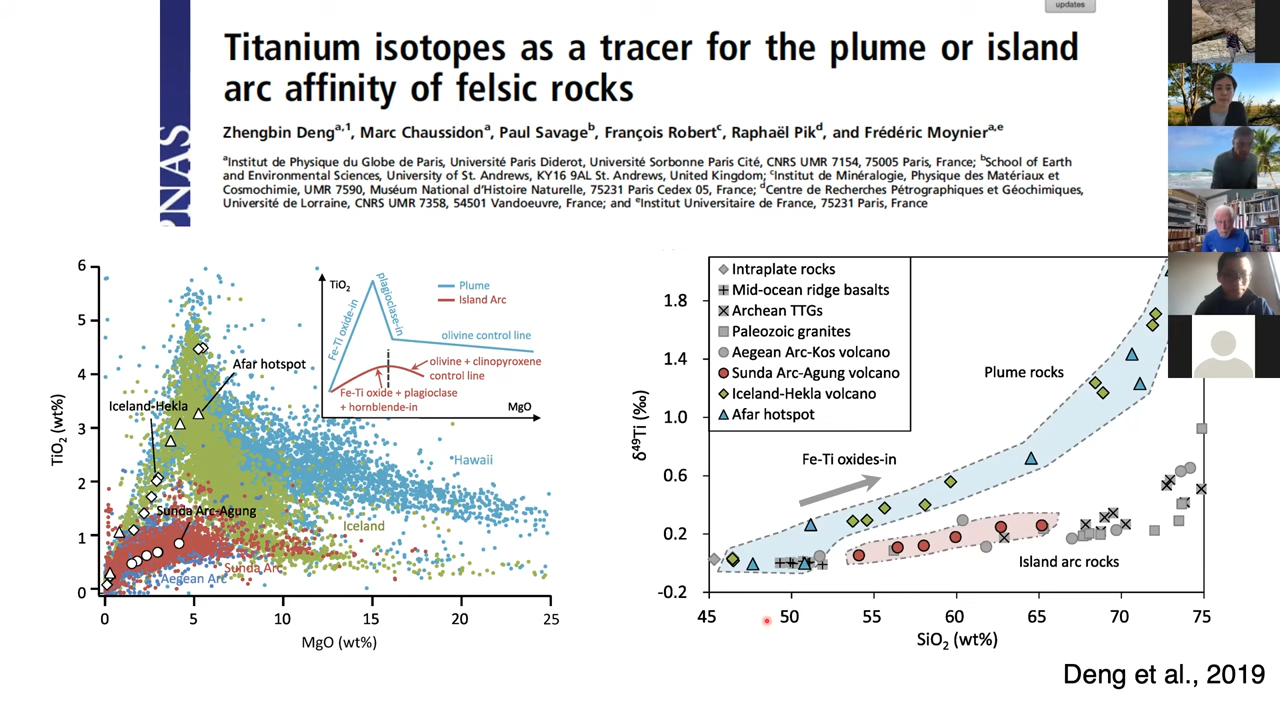 updates
PNAS
Titanium isotopes as a tracer for the plume or island
arc affinity of felsic rocks
Zhengbin Denga,1, Marc Chaussidona, Paul Savageb, François Robertc, Raphaël Pikd, and Frédéric Moyniera,e
aInstitut de Physique du Globe de Paris, Université Paris Diderot, Université Sorbonne Paris Cité, CNRS UMR 7154, 75005 Paris, France; bSchool of Earth
and Environmental Sciences, University of St. Andrews, KY16 9AL St. Andrews, United Kingdom; cInstitut de Minéralogie, Physique des Matériaux et
Cosmochimie, UMR 7590, Muséum National d'Histoire Naturelle, 75231 Paris Cedex 05, France; dCentre de Recherches Pétrographiques et Géochimiques,
Université de Lorraine, CNRS UMR 7358, 54501 Vandoeuvre, France; and eInstitut Universitaire de France, 75231 Paris, France
TiO2 (wt%)
6
5
4
3
2
1
0
0
5
10
15
20
25
MgO (wt%)
Afar hotspot
Iceland-Hekla
Sunda Arc-Agung
Hawaii
Iceland
Sunda Arc
Aegean Arc
TiO2
Fe-Ti oxide-in
plagioclase-in
Plume
Island Arc
olivine control line
olivine + clinopyroxene
control line
Fe-Ti oxide + plagioclase
+ hornblende-in
MgO
δ49Ti (‰)
1.8
1.4
1.0
0.6
0.2
-0.2
45
50
55
60
65
70
75
SiO2 (wt%)
Intraplate rocks
Mid-ocean ridge basalts
Archean TTGs
Paleozoic granites
Aegean Arc-Kos volcano
Sunda Arc-Agung volcano
Iceland-Hekla volcano
Afar hotspot
Plume rocks
Fe-Ti oxides-in
Island arc rocks
Deng et al., 2019